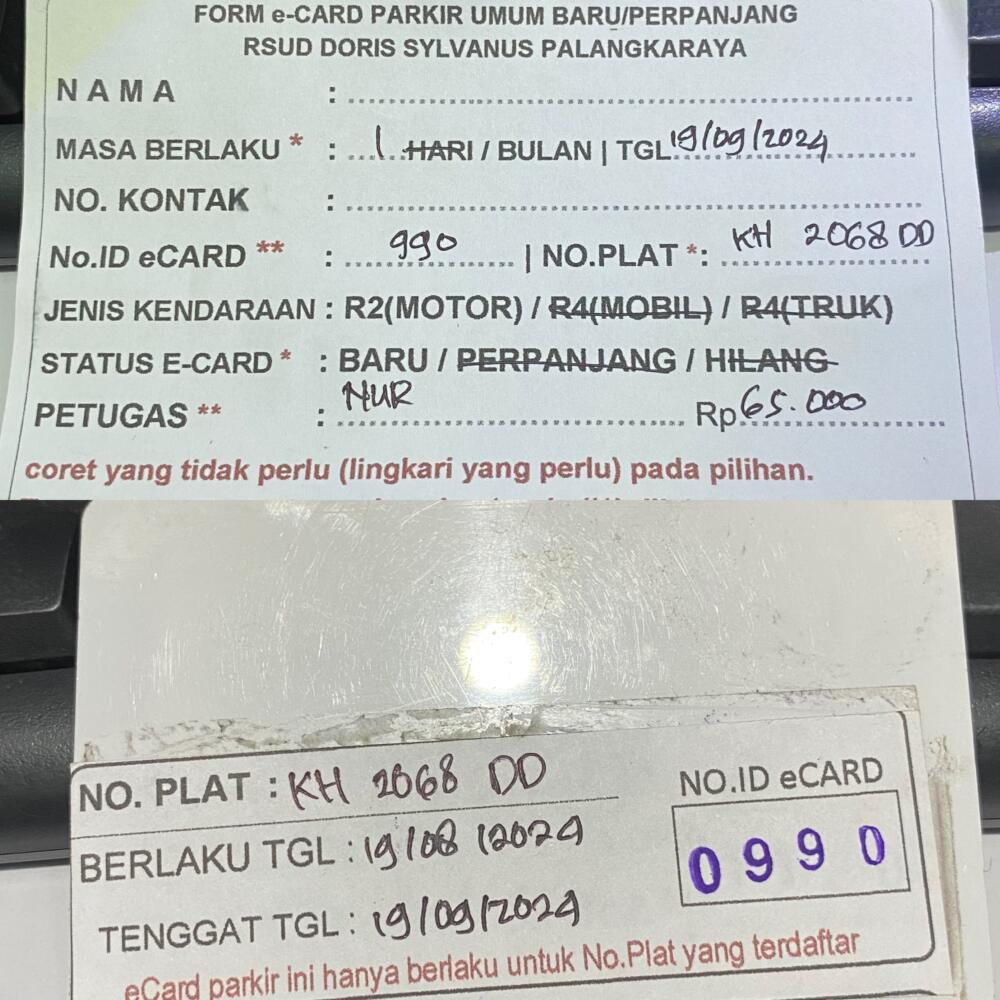 FORM e-CARD PARKIR UMUM BARU/PERPANJANG
RSUD DORIS SYLVANUS PALANGKARAYA
NAMA :
MASA BERLAKU * : 1 HARI / BULAN | TGL 19/09/2024
NO. KONTAK :
No.ID eCARD ** : 990 | NO.PLAT *: KH 2068 DD
JENIS KENDARAAN : R2(MOTOR) / R4(MOBIL) / R4(TRUK)
STATUS E-CARD * : BARU / PERPANJANG / HILANG
PETUGAS ** : NUR Rp 65.000
coret yang tidak perlu (lingkari yang perlu) pada pilihan.
NO. PLAT : KH 2068 DD
NO.ID eCARD
BERLAKU TGL : 19/08/2024
0990
TENGGAT TGL : 19/09/2024
eCard parkir ini hanya berlaku untuk No.Plat yang terdaftar